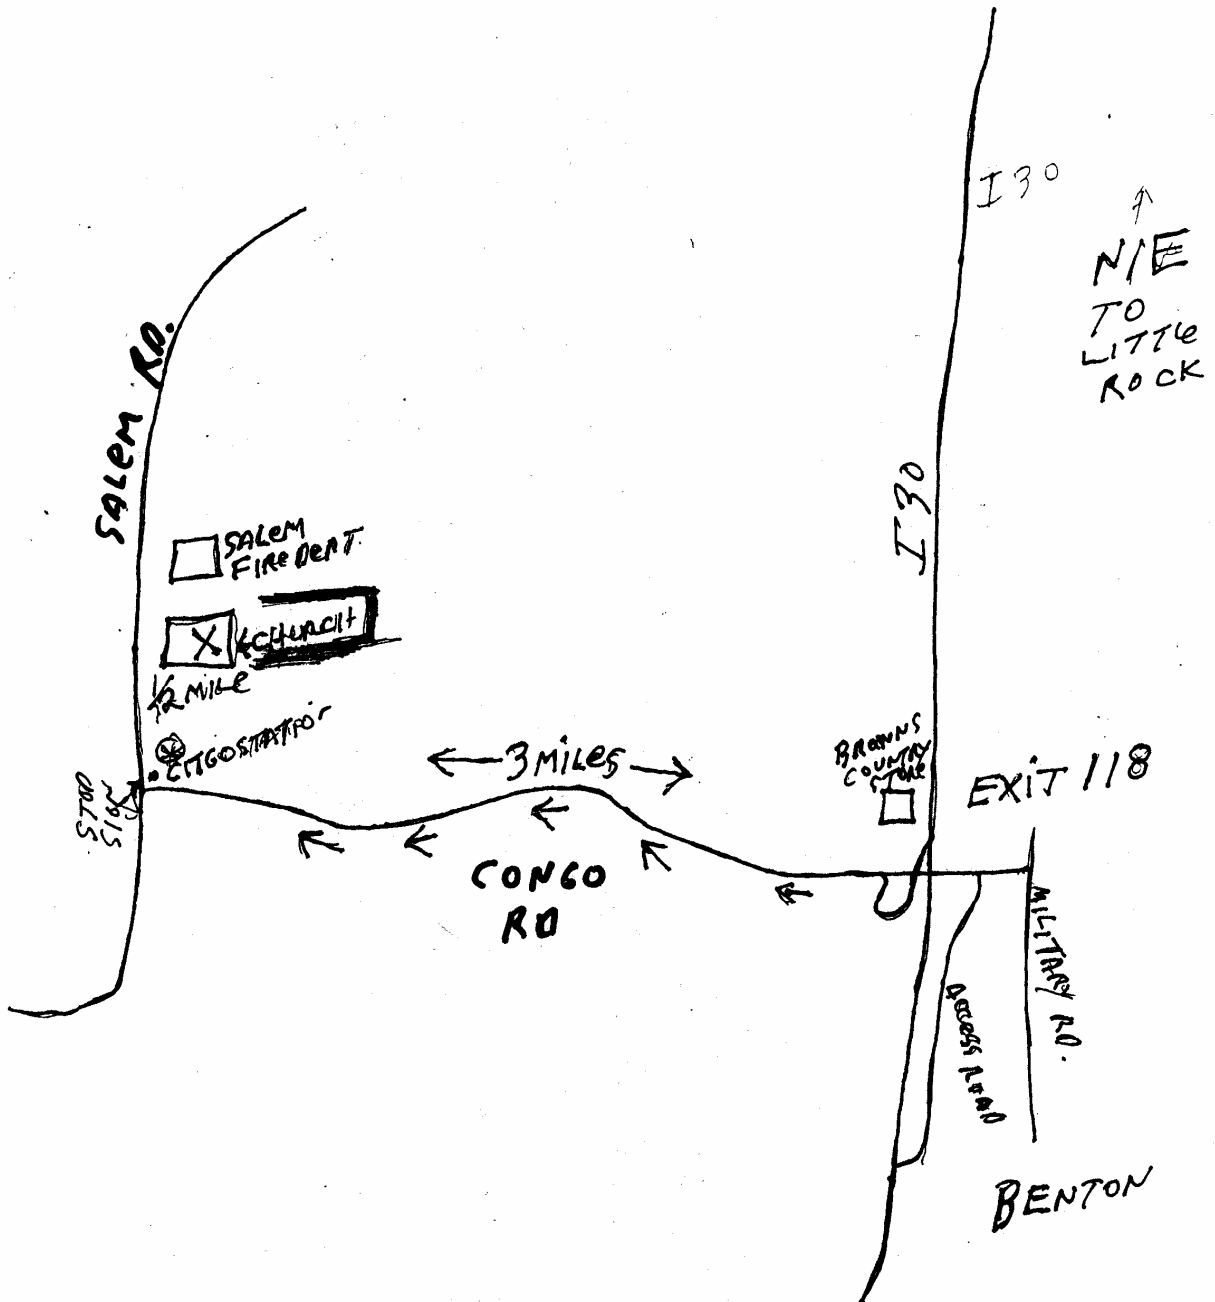 I 30
N/E
TO
LITTLE
ROCK
SALEM RD.
I 30
SALEM
FIRE DEPT.
CHURCH
1/2 MILE
CITGO STATION
3 MILES
BROWNS
COUNTRY
STORE
EXIT 118
STOP
SIGN
CONGO
RD
MILITARY RD.
ACCESS ROAD
BENTON